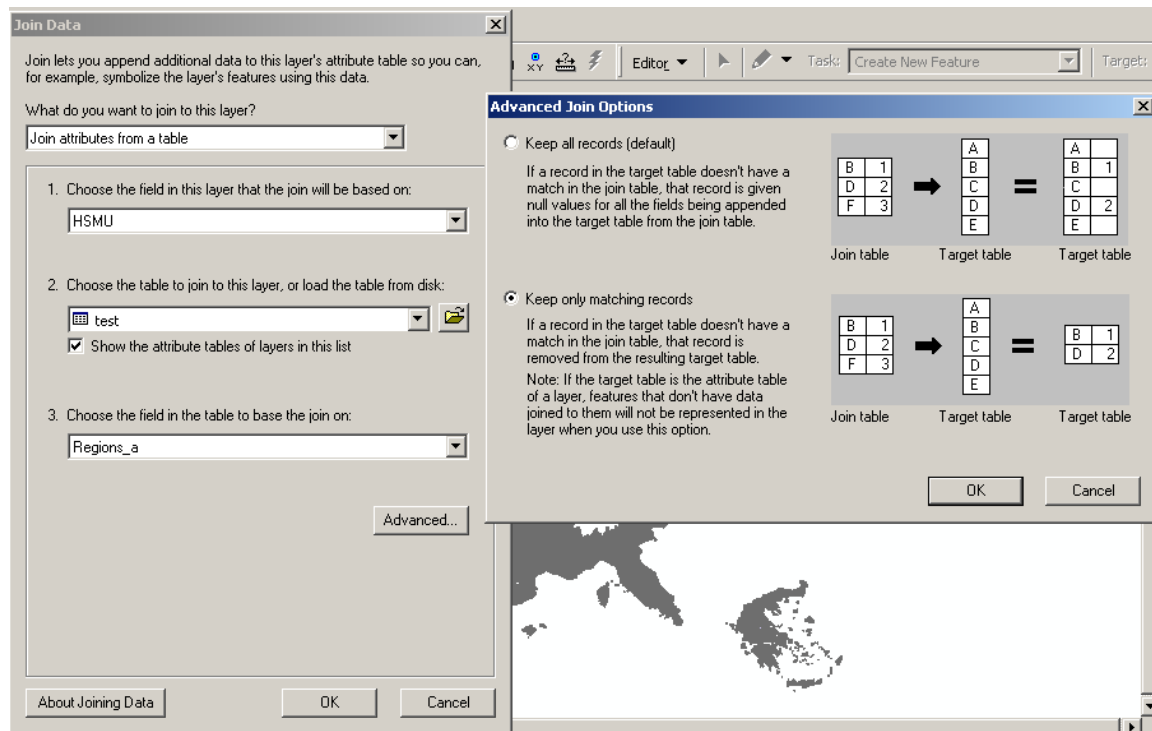 Join Data
Join lets you append additional data to this layer's attribute table so you can,
for example, symbolize the layer's features using this data.
What do you want to join to this layer?
Join attributes from a table
1. Choose the field in this layer that the join will be based on:
HSMU
2. Choose the table to join to this layer, or load the table from disk:
test
Show the attribute tables of layers in this list
3. Choose the field in the table to base the join on:
Regions_a
Advanced...
About Joining Data
OK
Cancel
XY
Editor
Task:
Create New Feature
Target:
Advanced Join Options
Keep all records (default)
If a record in the target table doesn't have a
match in the join table, that record is given
null values for all the fields being appended
into the target table from the join table.
B 1
D 2
F 3
A
B
C
D
E
=
A
B 1
C
D 2
E
Join table
Target table
Target table
Keep only matching records
If a record in the target table doesn't have a
match in the join table, that record is
removed from the resulting target table.
Note: If the target table is the attribute table
of a layer, features that don't have data
joined to them will not be represented in the
layer when you use this option.
B 1
D 2
F 3
A
B
C
D
E
=
B 1
D 2
Join table
Target table
Target table
OK
Cancel